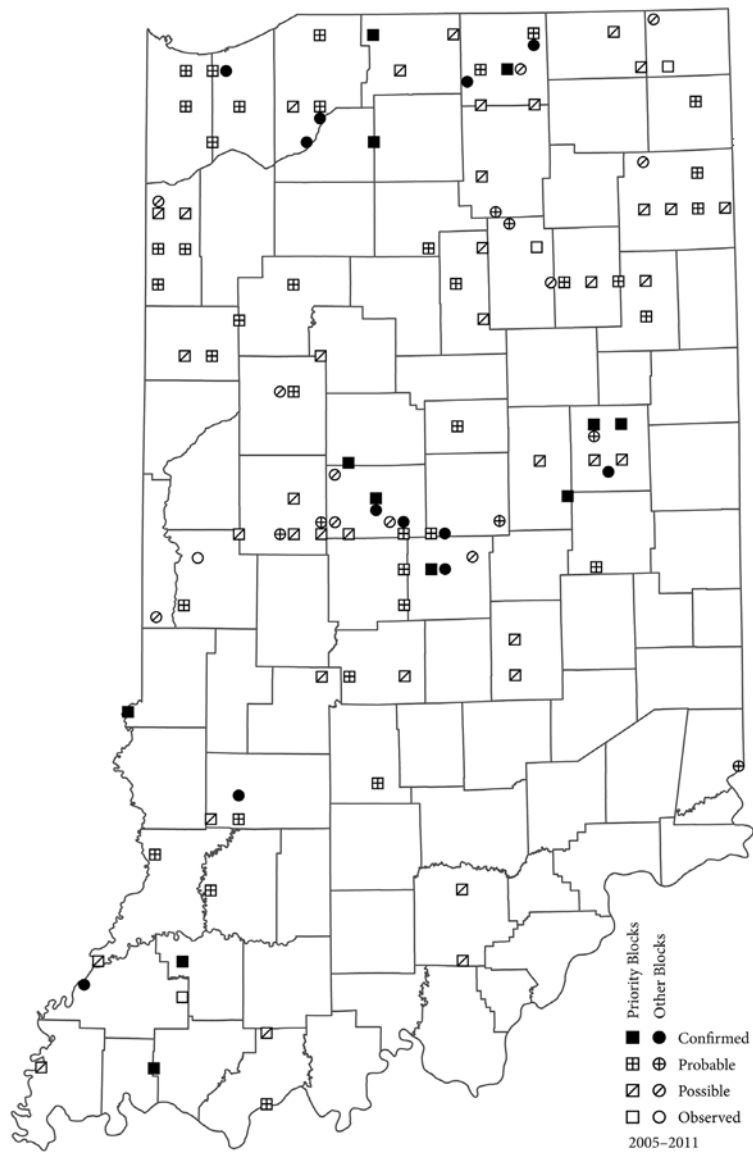 Priority Blocks
Other Blocks
Confirmed
Probable
Possible
Observed
2005–2011